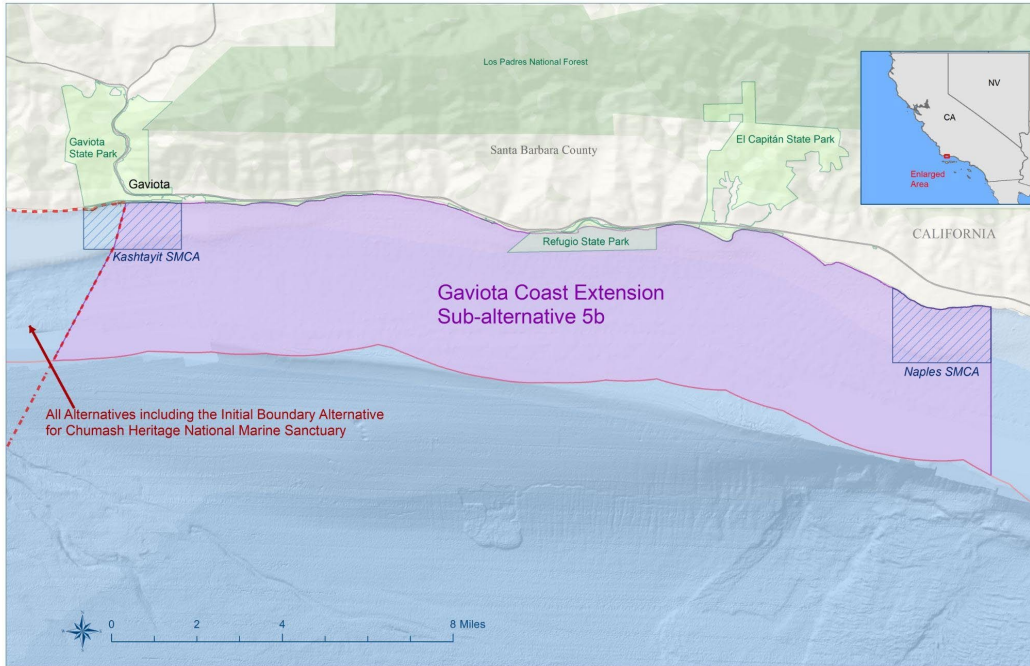 Los Padres National Forest
NV
CA
Enlarged
Area
Gaviota
State Park
El Capitán State Park
Santa Barbara County
Gaviota
CALIFORNIA
Refugio State Park
Kashtayit SMCA
Gaviota Coast Extension
Sub-alternative 5b
Naples SMCA
All Alternatives including the Initial Boundary Alternative
for Chumash Heritage National Marine Sanctuary
N
0 2 4 8 Miles